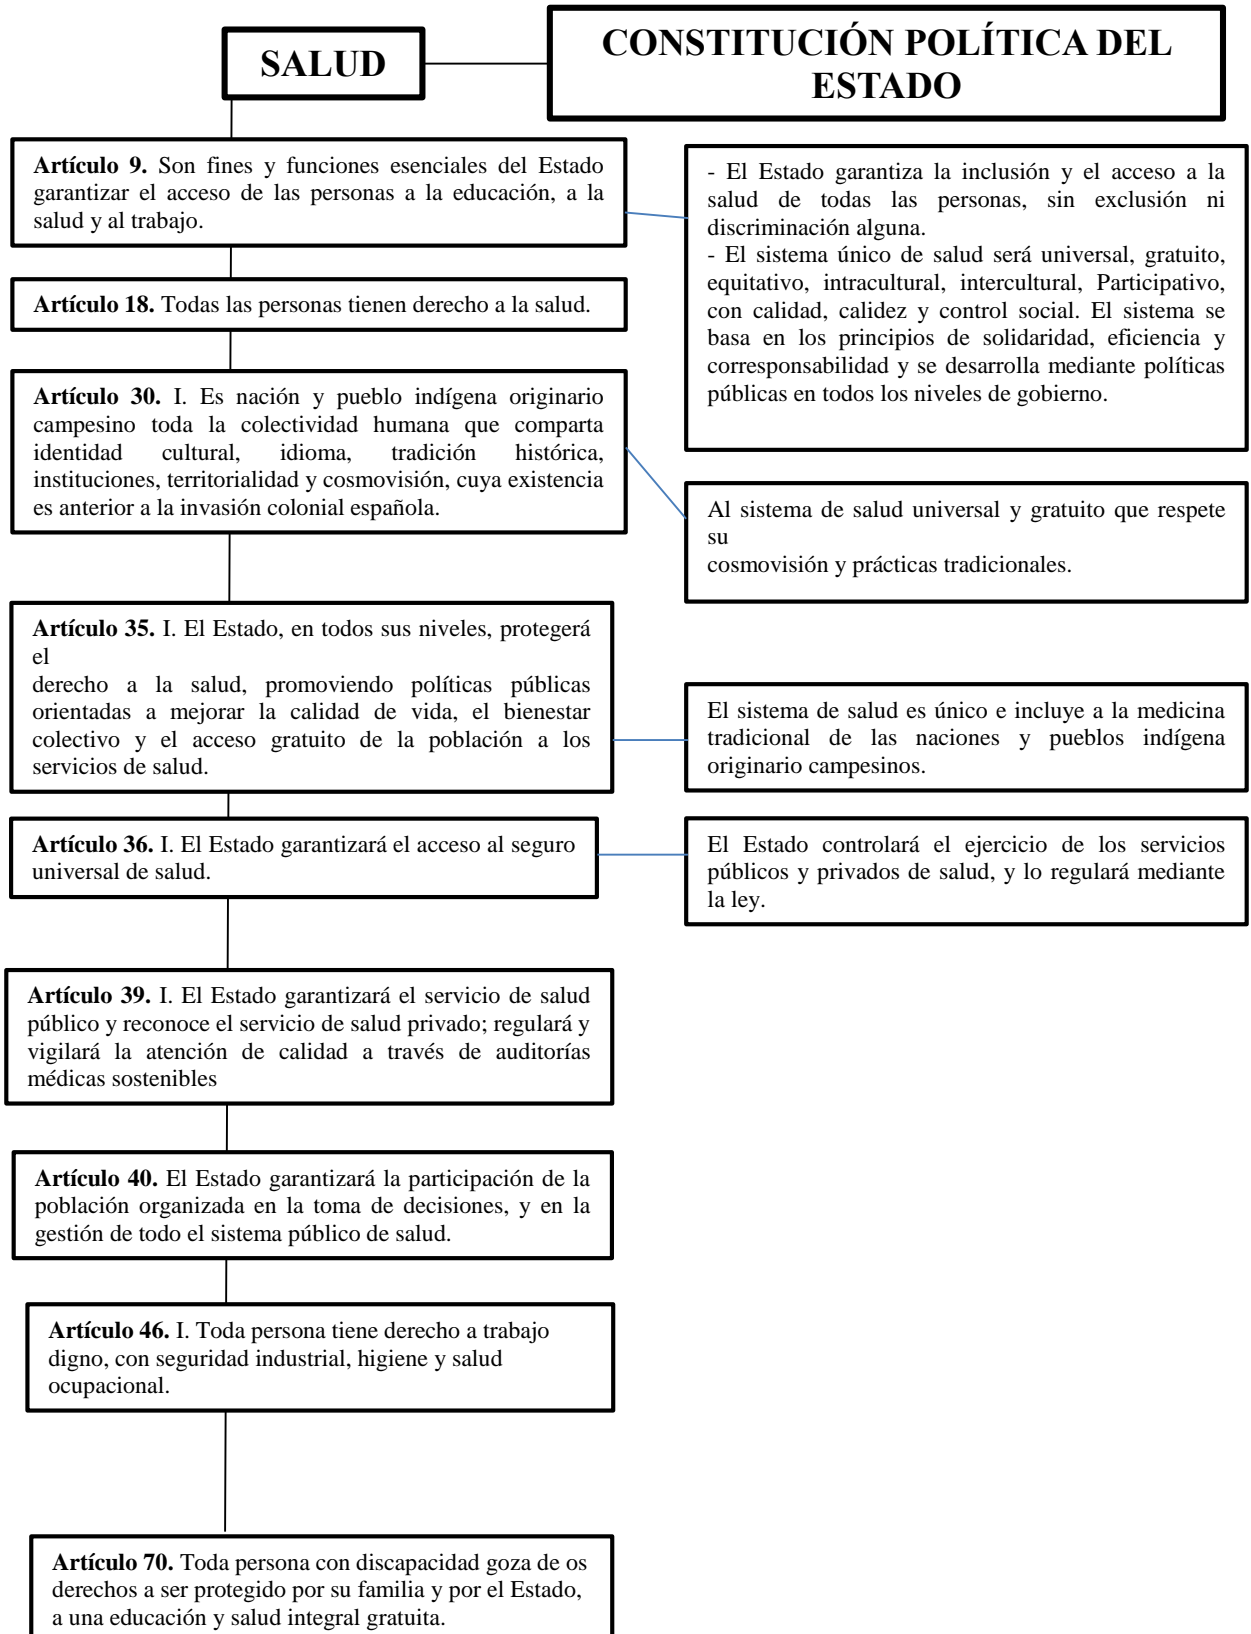 SALUD
CONSTITUCIÓN POLÍTICA DEL
ESTADO
Artículo 9. Son fines y funciones esenciales del Estado
garantizar el acceso de las personas a la educación, a la
salud y al trabajo.
- El Estado garantiza la inclusión y el acceso a la
salud de todas las personas, sin exclusión ni
discriminación alguna.
- El sistema único de salud será universal, gratuito,
equitativo, intracultural, intercultural, Participativo,
con calidad, calidez y control social. El sistema se
basa en los principios de solidaridad, eficiencia y
corresponsabilidad y se desarrolla mediante políticas
públicas en todos los niveles de gobierno.
Artículo 18. Todas las personas tienen derecho a la salud.
Artículo 30. I. Es nación y pueblo indígena originario
campesino toda la colectividad humana que comparta
identidad cultural, idioma, tradición histórica,
instituciones, territorialidad y cosmovisión, cuya existencia
es anterior a la invasión colonial española.
Al sistema de salud universal y gratuito que respete
su
cosmovisión y prácticas tradicionales.
Artículo 35. I. El Estado, en todos sus niveles, protegerá
el
derecho a la salud, promoviendo políticas públicas
orientadas a mejorar la calidad de vida, el bienestar
colectivo y el acceso gratuito de la población a los
servicios de salud.
El sistema de salud es único e incluye a la medicina
tradicional de las naciones y pueblos indígena
originario campesinos.
Artículo 36. I. El Estado garantizará el acceso al seguro
universal de salud.
El Estado controlará el ejercicio de los servicios
públicos y privados de salud, y lo regulará mediante
la ley.
Artículo 39. I. El Estado garantizará el servicio de salud
público y reconoce el servicio de salud privado; regulará y
vigilará la atención de calidad a través de auditorías
médicas sostenibles
Artículo 40. El Estado garantizará la participación de la
población organizada en la toma de decisiones, y en la
gestión de todo el sistema público de salud.
Artículo 46. I. Toda persona tiene derecho a trabajo
digno, con seguridad industrial, higiene y salud
ocupacional.
Artículo 70. Toda persona con discapacidad goza de os
derechos a ser protegido por su familia y por el Estado,
a una educación y salud integral gratuita.